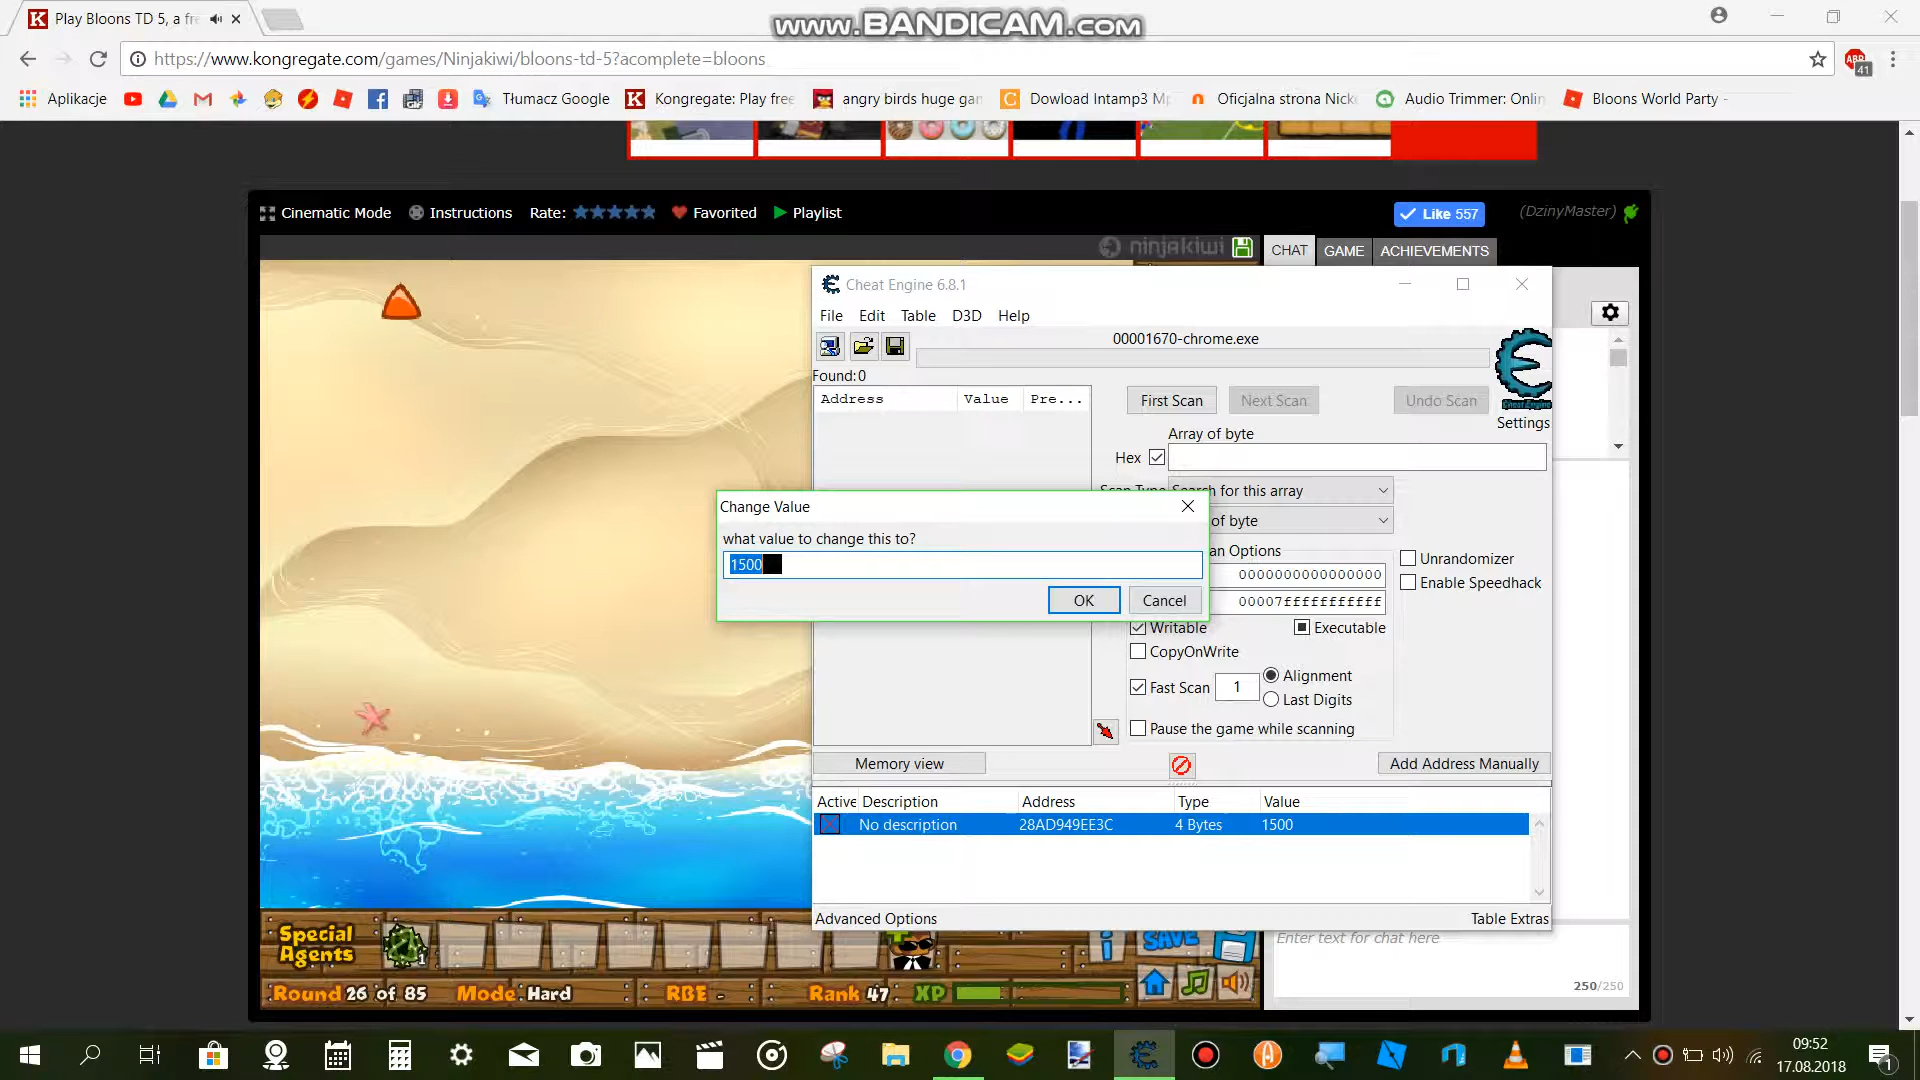 Play Bloons TD 5, a fre
www.BANDICAM.com
https://www.kongregate.com/games/Ninjakiwi/bloons-td-5?acomplete=bloons
ABP
41
Aplikacje
Tłumacz Google
Kongregate: Play free
angry birds huge gan
Dowload Intamp3 Mp
Oficjalna strona Nick
Audio Trimmer: Onlin
Bloons World Party -
Cinematic Mode
Instructions
Rate:
Favorited
Playlist
Like 557
(DzinyMaster)
ninjakiwi
CHAT
GAME
ACHIEVEMENTS
Cheat Engine 6.8.1
File
Edit
Table
D3D
Help
00001670-chrome.exe
Found:0
Address
Value
Pre...
First Scan
Next Scan
Undo Scan
Cheat Engine
Settings
Array of byte
Hex
Search for this array
of byte
Change Value
what value to change this to?
1500
OK
Cancel
an Options
0000000000000000
00007fffffffffff
Unrandomizer
Enable Speedhack
Writable
Executable
CopyOnWrite
Fast Scan
1
Alignment
Last Digits
Pause the game while scanning
Memory view
Add Address Manually
Active
Description
Address
Type
Value
No description
28AD949EE3C
4 Bytes
1500
Advanced Options
Table Extras
Special
Agents
1
SAVE
Enter text for chat here
250/250
Round 26 of 85
Mode: Hard
RBE -
Rank 47
XP
09:52
17.08.2018
1